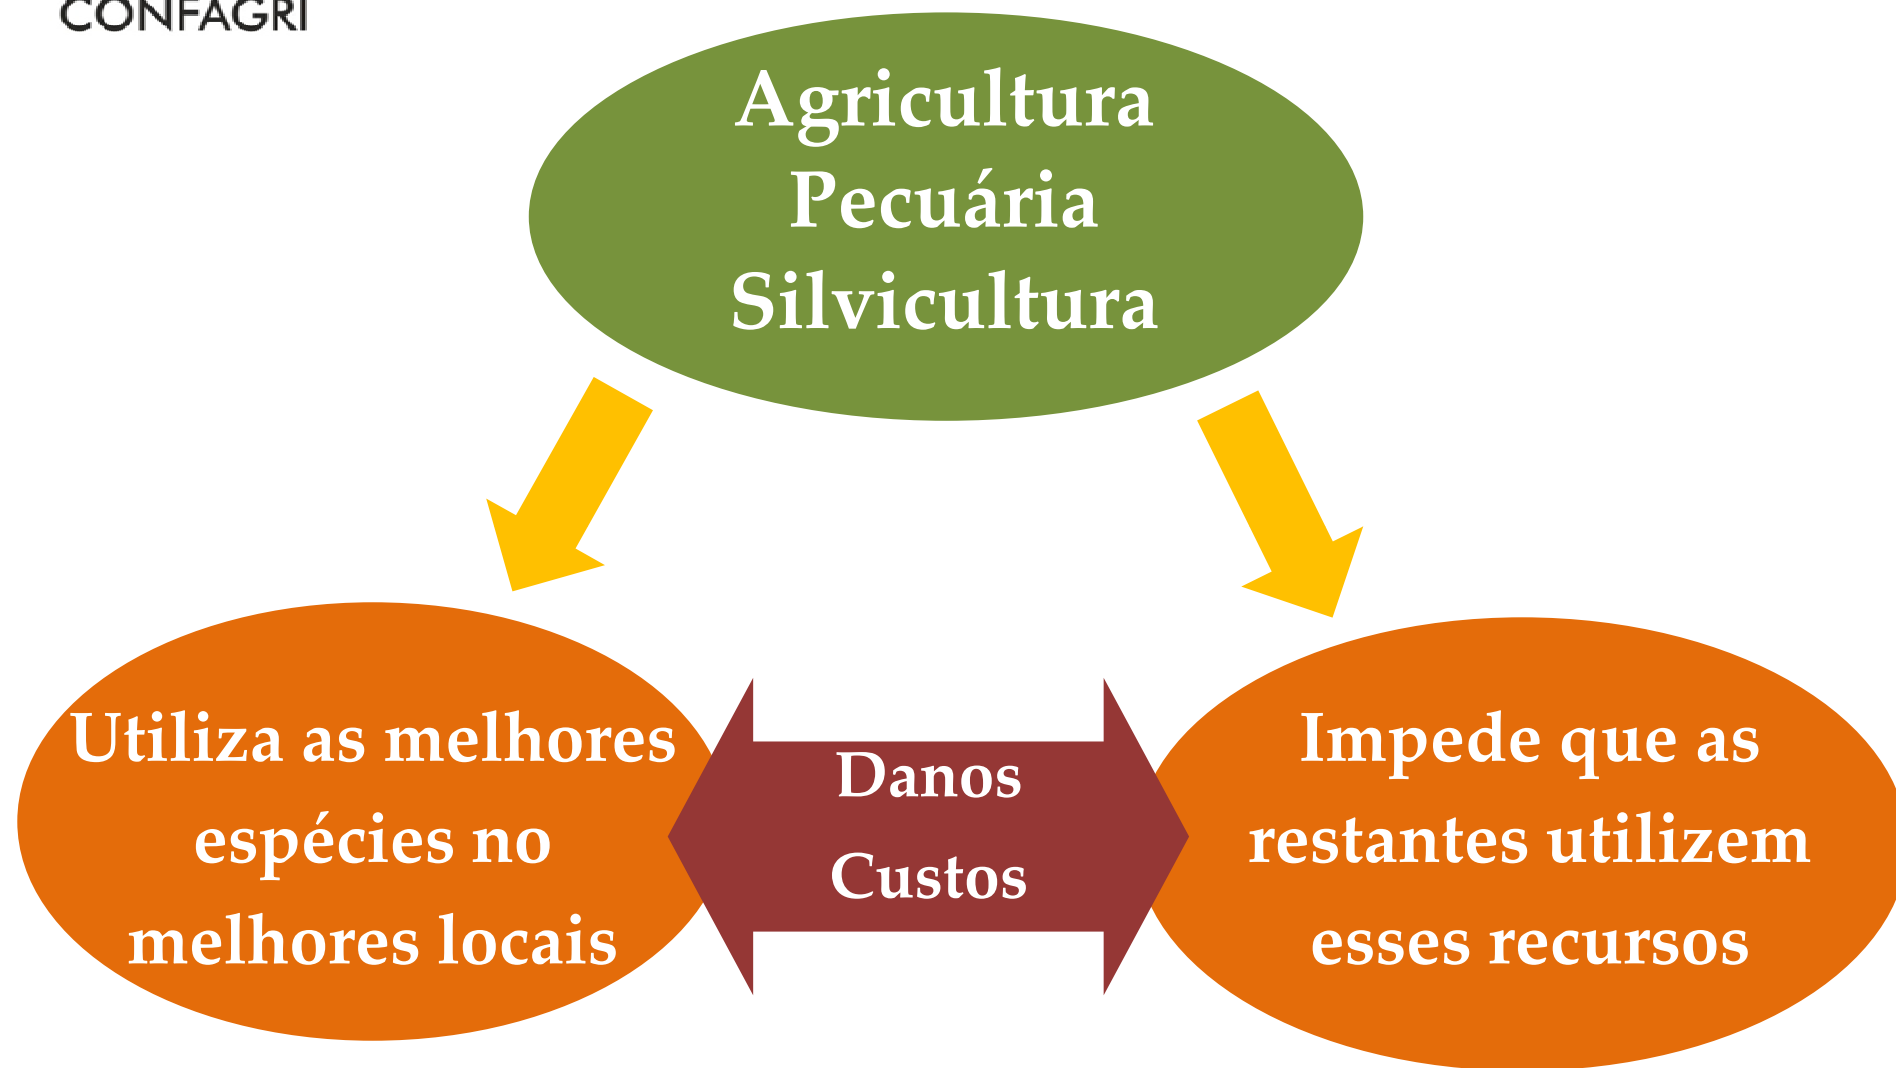 CONFAGRI
Agricultura
Pecuária
Silvicultura
Utiliza as melhores
espécies no
melhores locais
Danos
Custos
Impede que as
restantes utilizem
esses recursos